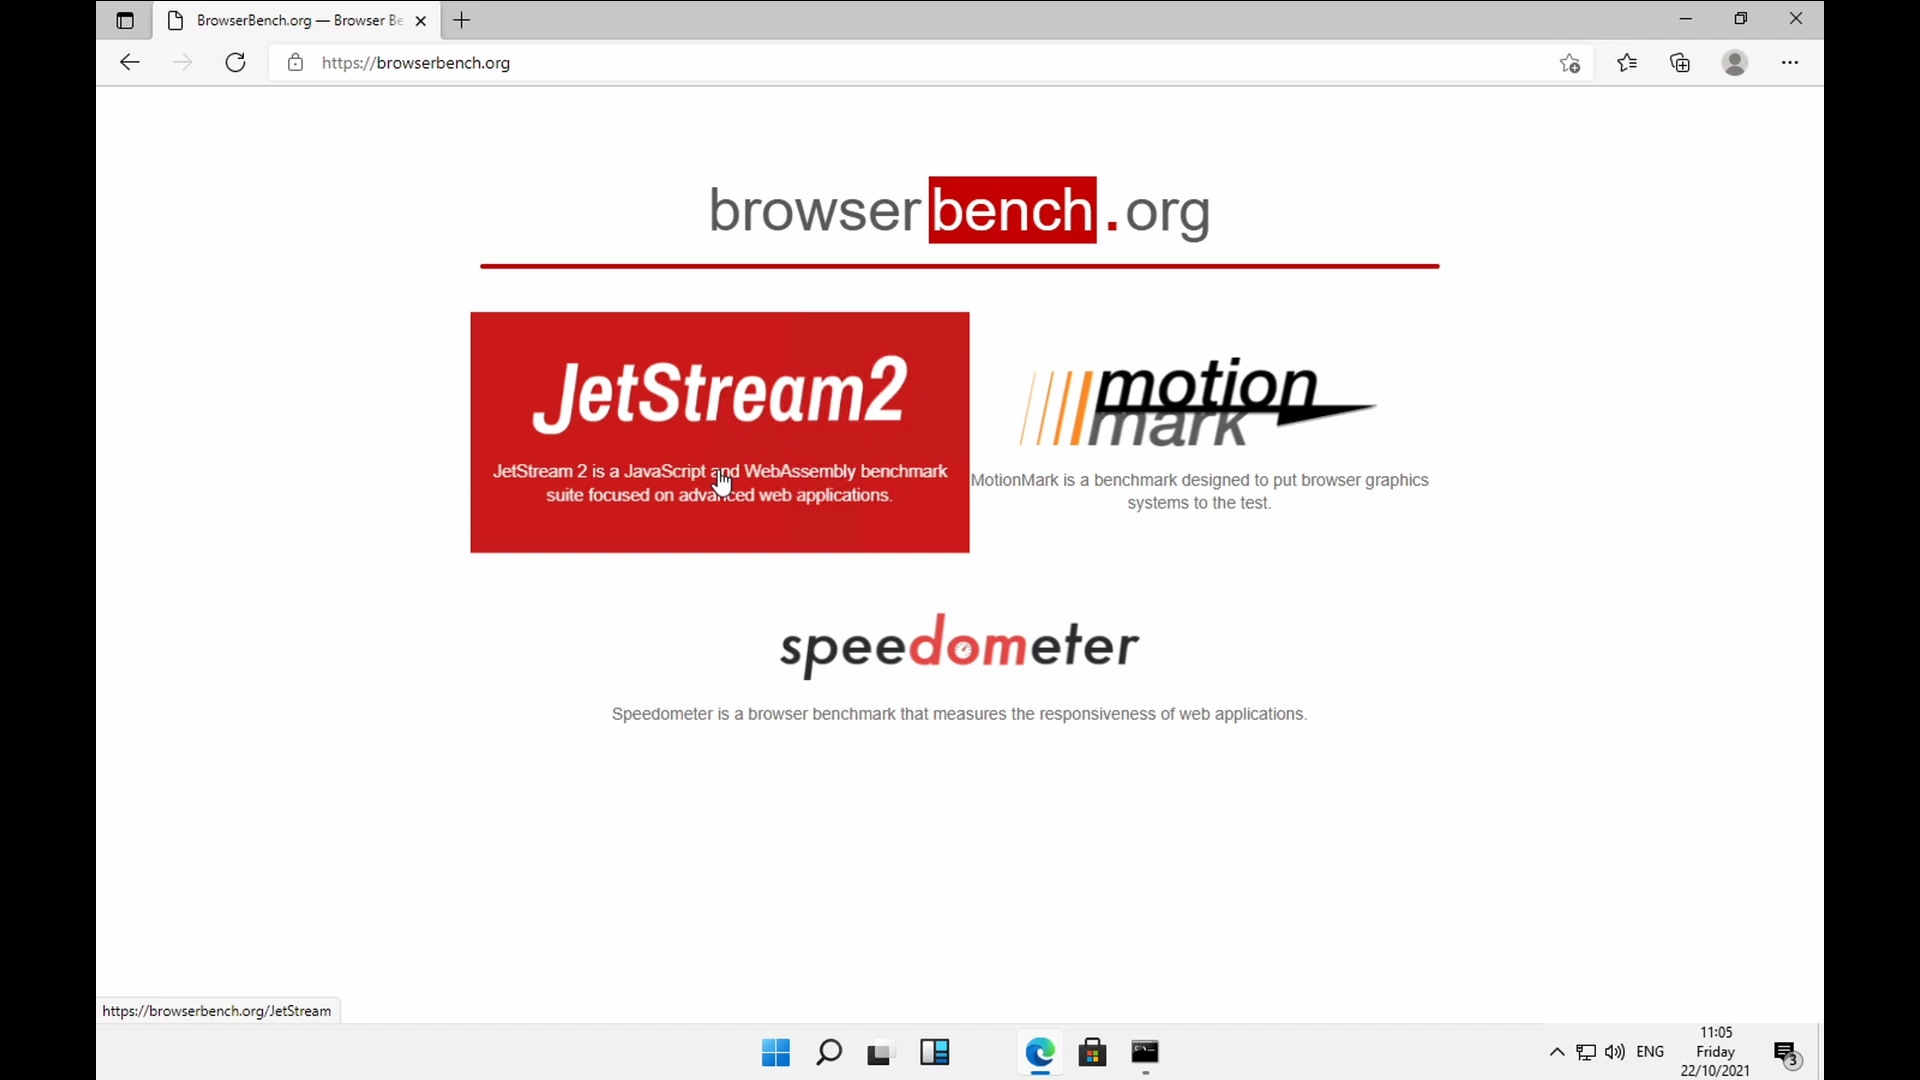 BrowserBench.org — Browser Be
https://browserbench.org
browserbench.org
JetStream2
JetStream 2 is a JavaScript and WebAssembly benchmark
suite focused on advanced web applications.
motion
mark
MotionMark is a benchmark designed to put browser graphics
systems to the test.
speedometer
Speedometer is a browser benchmark that measures the responsiveness of web applications.
https://browserbench.org/JetStream
ENG
11:05
Friday
22/10/2021
3